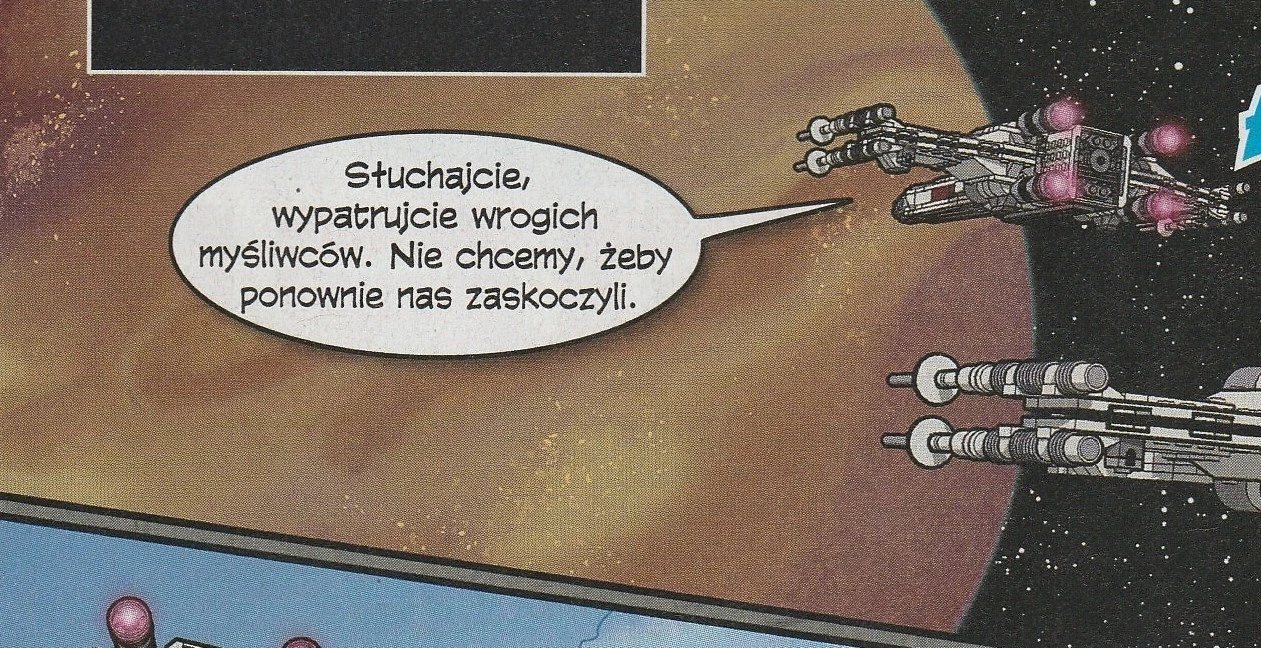 Słuchajcie,
wypatrujcie wrogich
myśliwców. Nie chcemy, żeby
ponownie nas zaskoczyli.